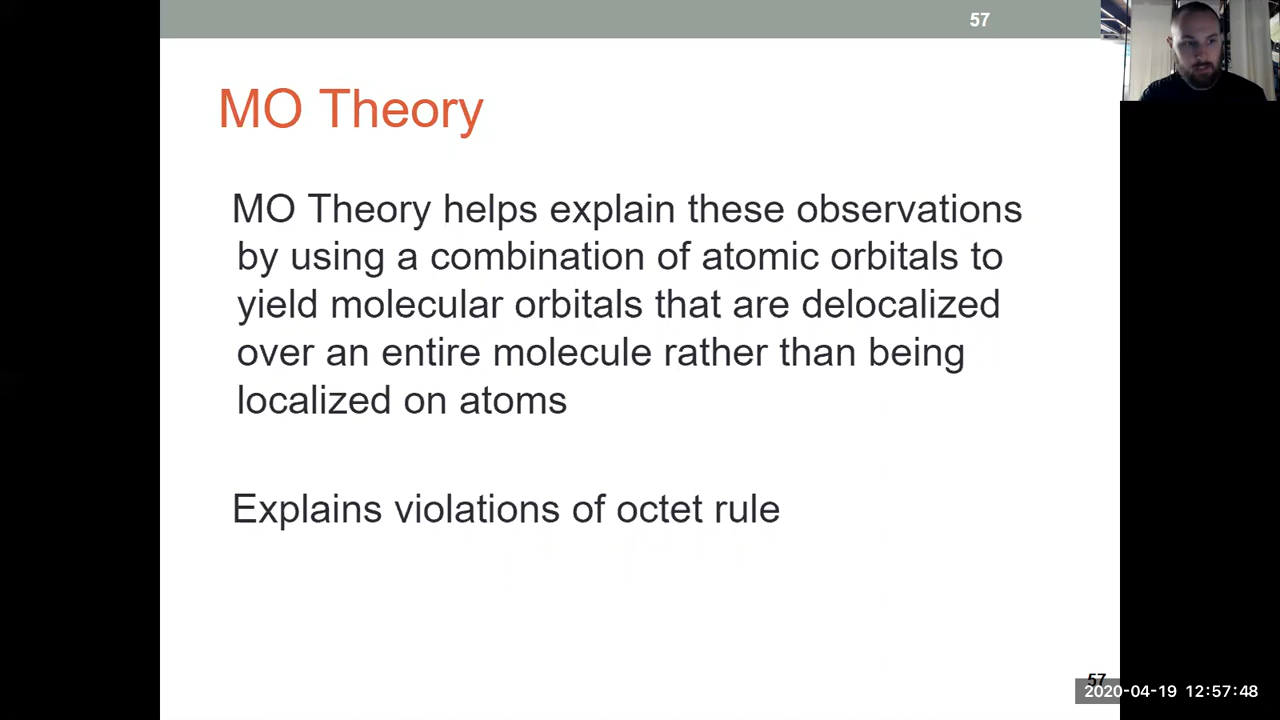 57
MO Theory
MO Theory helps explain these observations
by using a combination of atomic orbitals to
yield molecular orbitals that are delocalized
over an entire molecule rather than being
localized on atoms
Explains violations of octet rule
57
2020-04-19 12:57:48